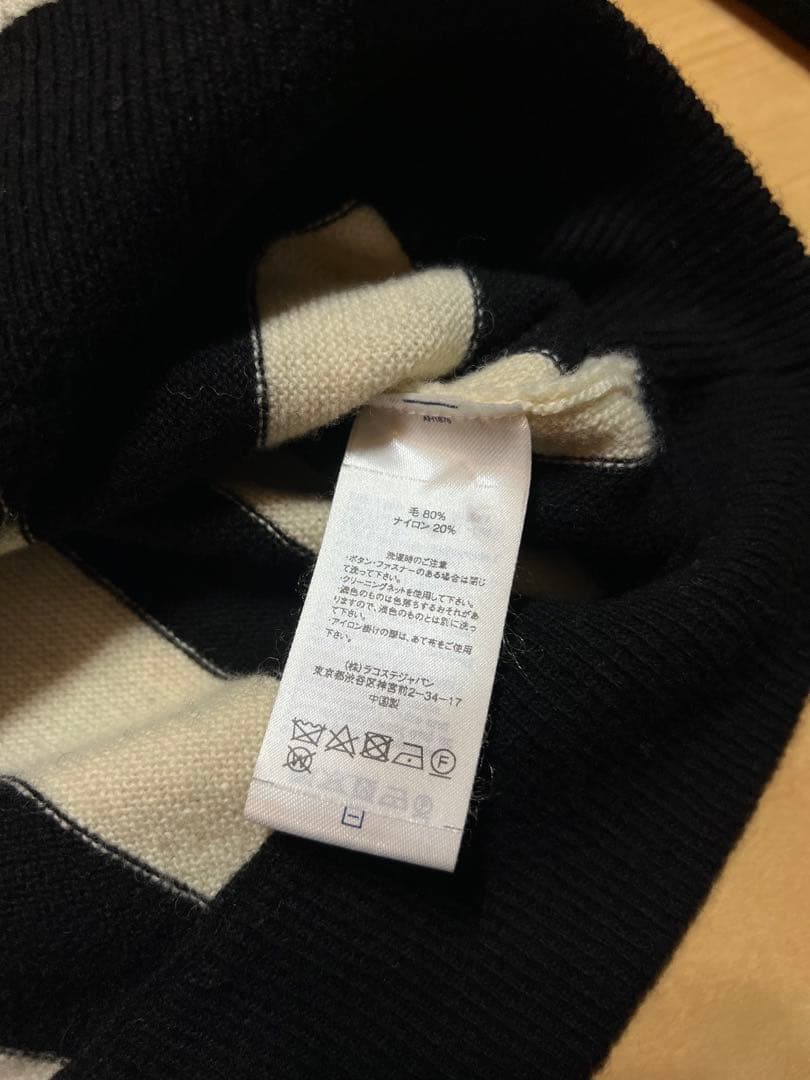 AH1876
毛 80%
ナイロン 20%
洗濯時のご注意
・ボタン・ファスナーのある場合は閉じ
て洗って下さい。
・クリーニングネットを使用して下さい。
・濃色のものは色落ちするおそれがあ
りますので、淡色のものとは別に洗っ
て下さい。
・アイロン掛けの際は、あて布をご使用
下さい。
(株)ラコステジャパン
東京都渋谷区神宮前2-34-17
中国製
F
W